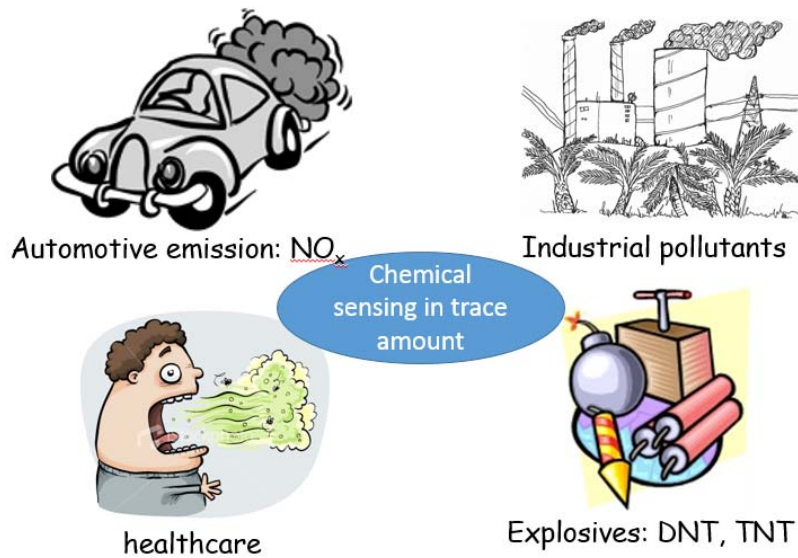 Automotive emission: NOx
Industrial pollutants
Chemical
sensing in trace
amount
healthcare
Explosives: DNT, TNT